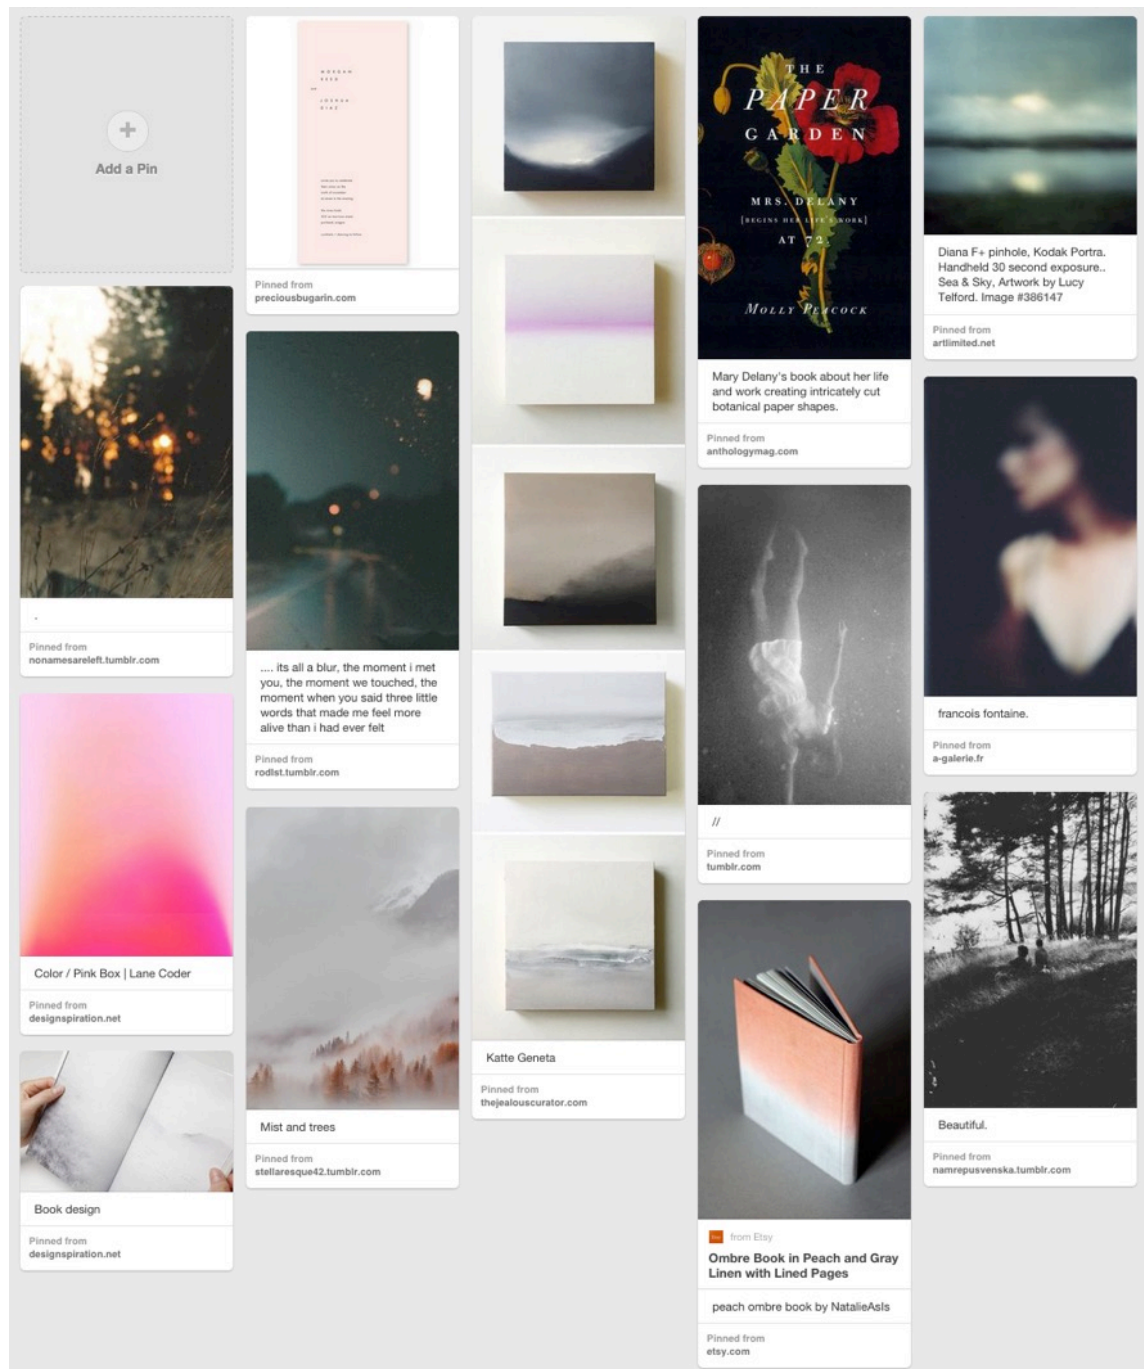 Add a Pin
.
Pinned from
nonamesareleft.tumblr.com
Color / Pink Box | Lane Coder
Pinned from
designspiration.net
Book design
Pinned from
designspiration.net
MORGAN
REED
JOSHUA
DIAZ
Pinned from
preciousbugarin.com
.... its all a blur, the moment i met
you, the moment we touched, the
moment when you said three little
words that made me feel more
alive than i had ever felt
Pinned from
rodlst.tumblr.com
Mist and trees
Pinned from
stellaresque42.tumblr.com
Katte Geneta
Pinned from
thejealouscurator.com
THE
PAPER
GARDEN
MRS. DELANY
[BEGINS HER LIFE'S WORK]
AT 72
MOLLY PEACOCK
Mary Delany's book about her life
and work creating intricately cut
botanical paper shapes.
Pinned from
anthologymag.com
//
Pinned from
tumblr.com
from Etsy
Ombre Book in Peach and Gray
Linen with Lined Pages
peach ombre book by NatalieAsIs
Pinned from
etsy.com
Diana F+ pinhole, Kodak Portra.
Handheld 30 second exposure..
Sea & Sky, Artwork by Lucy
Telford. Image #386147
Pinned from
artlimited.net
francois fontaine.
Pinned from
a-galerie.fr
Beautiful.
Pinned from
namrepusvenska.tumblr.com